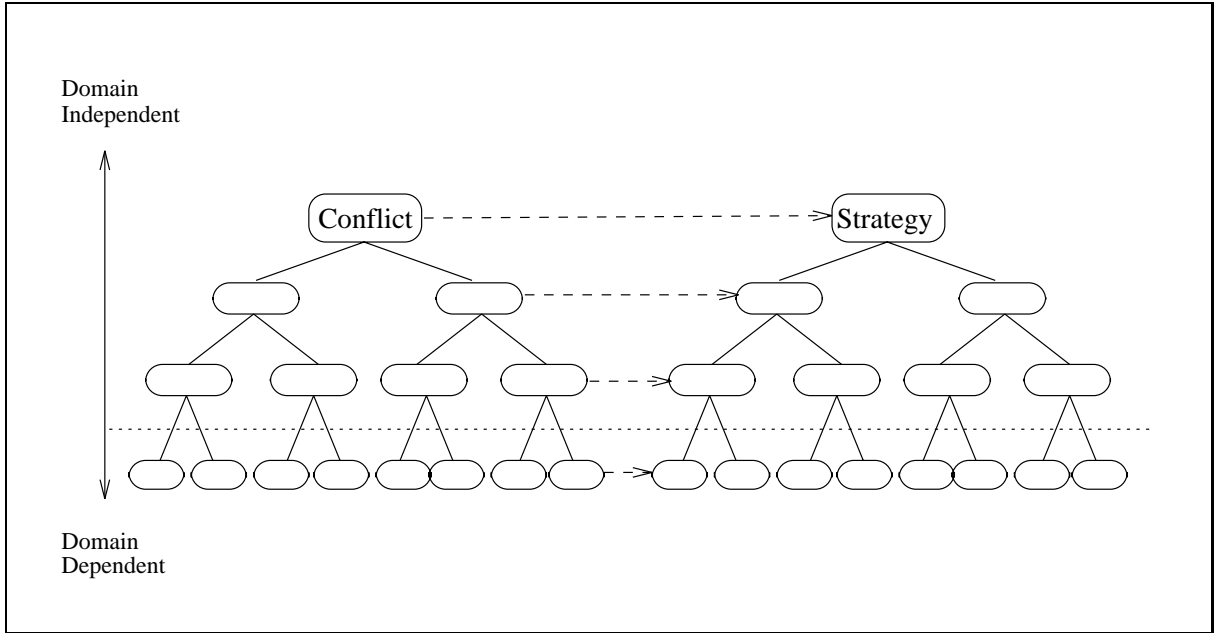 Domain
Independent
Conflict
Strategy
Domain
Dependent